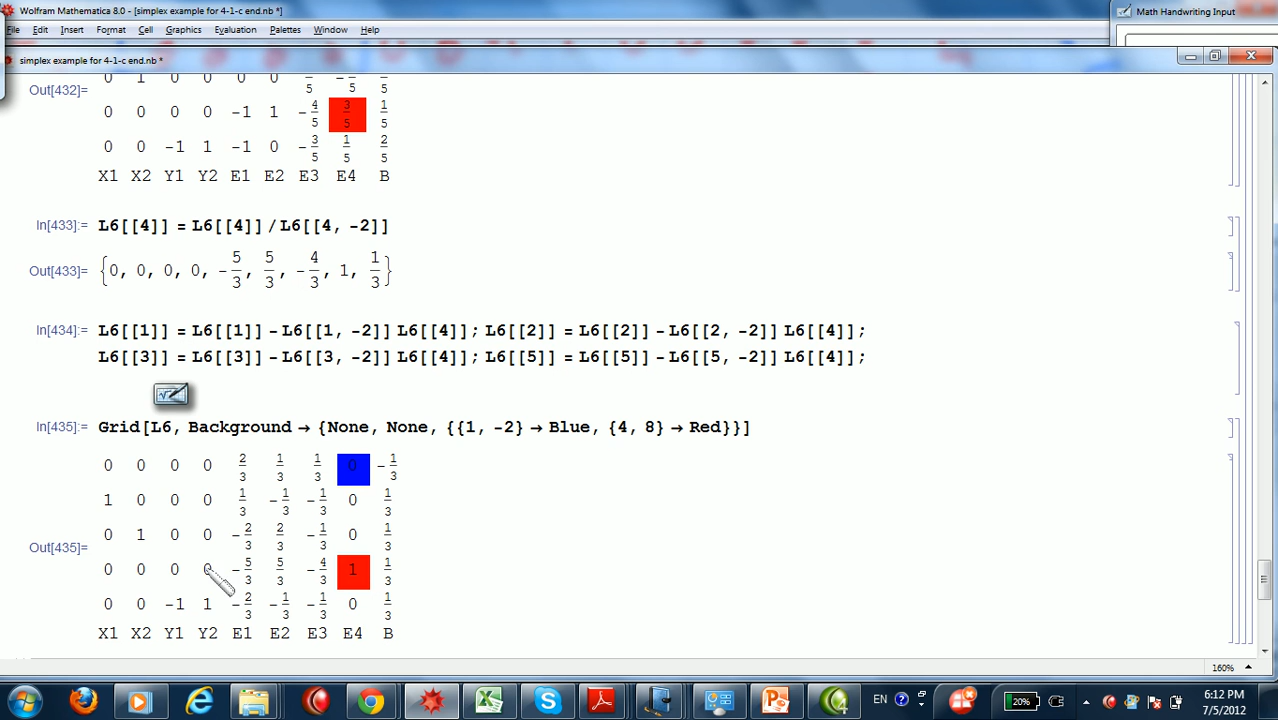 Wolfram Mathematica 8.0 - [simplex example for 4-1-c end.nb *]
Math Handwriting Input
File Edit Insert Format Cell Graphics Evaluation Palettes Window Help
simplex example for 4-1-c end.nb *
Out[432]=
0 1 0 0 0 0 5 5 5
0 0 0 0 -1 1 -4/5 3/5 1/5
0 0 -1 1 -1 0 -3/5 1/5 2/5
X1 X2 Y1 Y2 E1 E2 E3 E4 B
In[433]:= L6[[4]] = L6[[4]] / L6[[4, -2]]
Out[433]= {0, 0, 0, 0, -5/3, 5/3, -4/3, 1, 1/3}
In[434]:= L6[[1]] = L6[[1]] - L6[[1, -2]] L6[[4]]; L6[[2]] = L6[[2]] - L6[[2, -2]] L6[[4]];
L6[[3]] = L6[[3]] - L6[[3, -2]] L6[[4]]; L6[[5]] = L6[[5]] - L6[[5, -2]] L6[[4]];
In[435]:= Grid[L6, Background → {None, None, {{1, -2} → Blue, {4, 8} → Red}}]
0 0 0 0 2/3 1/3 1/3 0 -1/3
1 0 0 0 1/3 -1/3 -1/3 0 1/3
0 1 0 0 -2/3 2/3 -1/3 0 1/3
Out[435]=
0 0 0 0 -5/3 5/3 -4/3 1 1/3
0 0 -1 1 -2/3 -1/3 -1/3 0 1/3
X1 X2 Y1 Y2 E1 E2 E3 E4 B
160%
EN 20% 6:12 PM
7/5/2012